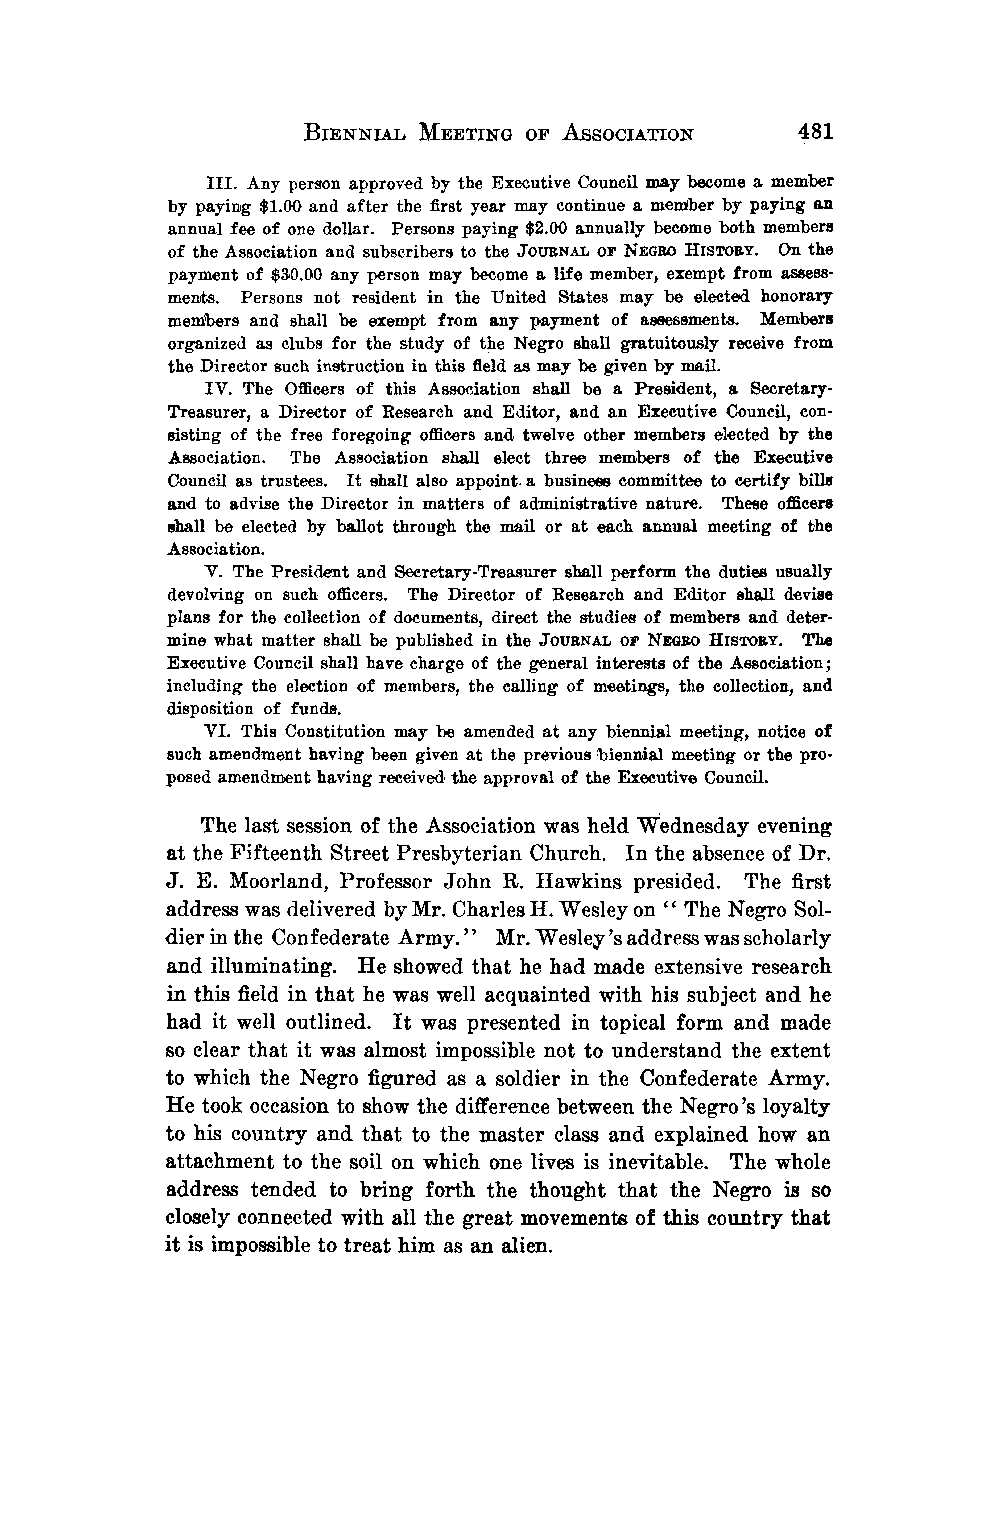 BIENNIAL MEETING OF ASSOCIATION 481
III. Any person approved by the Executive Council may become a member
by paying $1.00 and after the first year may continue a member by paying an
annual fee of one dollar. Persons paying $2.00 annually become both members
of the Association and subscribers to the JOURNAL OF NEGRO HISTORY. On the
payment of $30.00 any person may become a life member, exempt from assess-
ments. Persons not resident in the United States may be elected honorary
members and shall be exempt from any payment of assessments. Members
organized as clubs for the study of the Negro shall gratuitously receive from
the Director such instruction in this field as may be given by mail.
IV. The Officers of this Association shall be a President, a Secretary-
Treasurer, a Director of Research and Editor, and an Executive Council, con-
sisting of the free foregoing officers and twelve other members elected by the
Association. The Association shall elect three members of the Executive
Council as trustees. It shall also appoint a business committee to certify bills
and to advise the Director in matters of administrative nature. These officers
shall be elected by ballot through the mail or at each annual meeting of the
Association.
V. The President and Secretary-Treasurer shall perform the duties usually
devolving on such officers. The Director of Research and Editor shall devise
plans for the collection of documents, direct the studies of members and deter-
mine what matter shall be published in the JOURNAL OF NEGRO HISTORY. The
Executive Council shall have charge of the general interests of the Association;
including the election of members, the calling of meetings, the collection, and
disposition of funds.
VI. This Constitution may be amended at any biennial meeting, notice of
such amendment having been given at the previous biennial meeting or the pro-
posed amendment having received the approval of the Executive Council.
The last session of the Association was held Wednesday evening
at the Fifteenth Street Presbyterian Church. In the absence of Dr.
J. E. Moorland, Professor John R. Hawkins presided. The first
address was delivered by Mr. Charles H. Wesley on “ The Negro Sol-
dier in the Confederate Army.” Mr. Wesley's address was scholarly
and illuminating. He showed that he had made extensive research
in this field in that he was well acquainted with his subject and he
had it well outlined. It was presented in topical form and made
so clear that it was almost impossible not to understand the extent
to which the Negro figured as a soldier in the Confederate Army.
He took occasion to show the difference between the Negro's loyalty
to his country and that to the master class and explained how an
attachment to the soil on which one lives is inevitable. The whole
address tended to bring forth the thought that the Negro is so
closely connected with all the great movements of this country that
it is impossible to treat him as an alien.